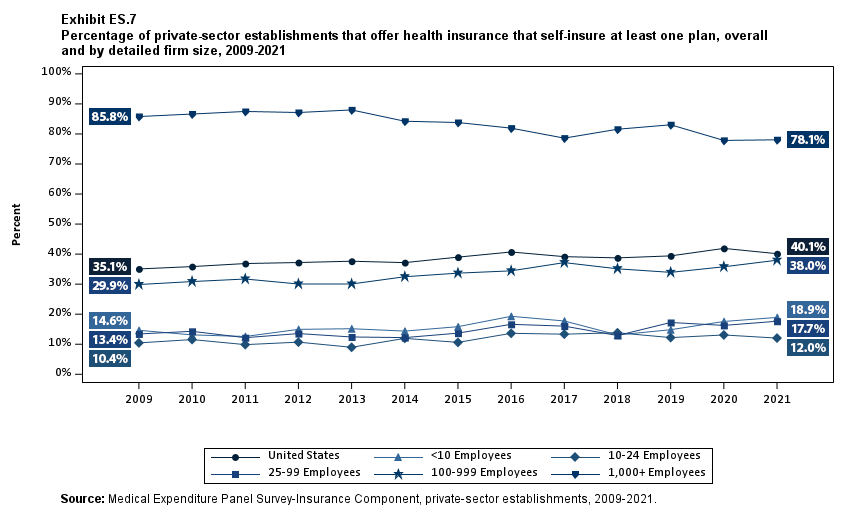 Exhibit ES.7
Percentage of private-sector establishments that offer health insurance that self-insure at least one plan, overall
and by detailed firm size, 2009-2021
100%
90%
80%
70%
60%
50%
40%
30%
20%
10%
0%
Percent
85.8%
35.1%
29.9%
14.6%
13.4%
10.4%
78.1%
40.1%
38.0%
18.9%
17.7%
12.0%
2009 2010 2011 2012 2013 2014 2015 2016 2017 2018 2019 2020 2021
United States <10 Employees 10-24 Employees
25-99 Employees 100-999 Employees 1,000+ Employees
Source: Medical Expenditure Panel Survey-Insurance Component, private-sector establishments, 2009-2021.